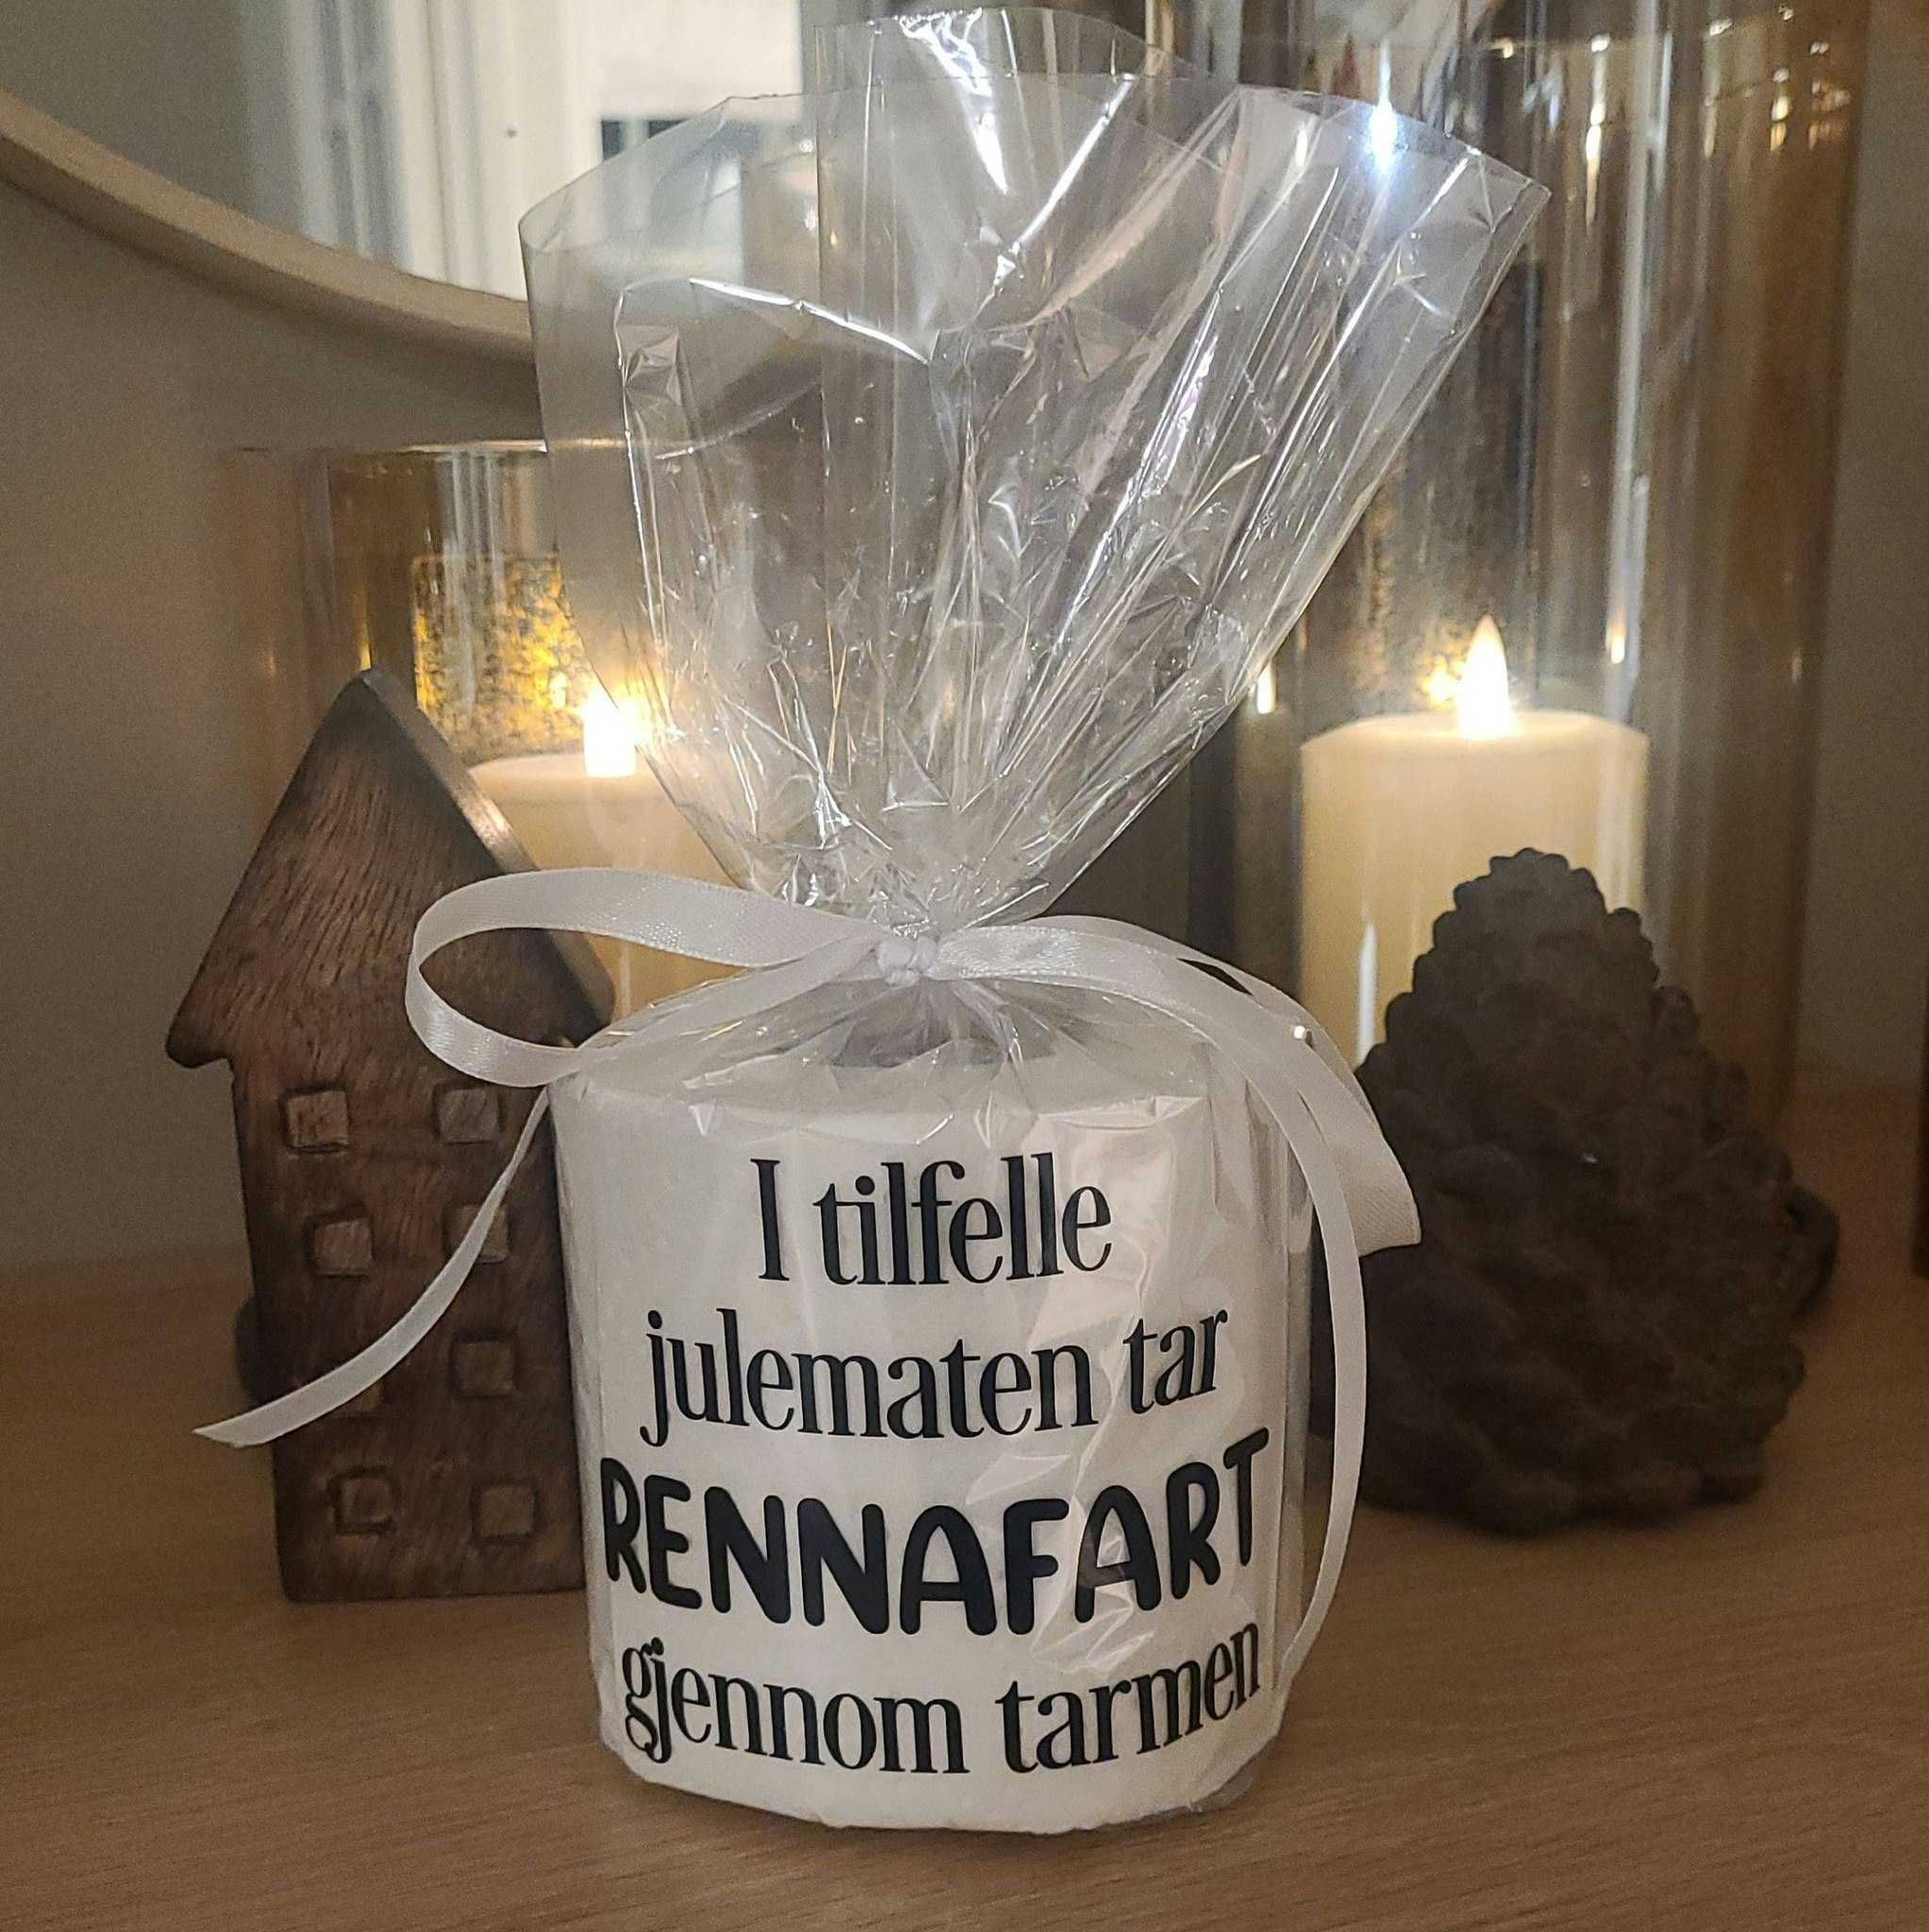 I tilfelle
julematen tar
RENNAFART
gjennom tarmen